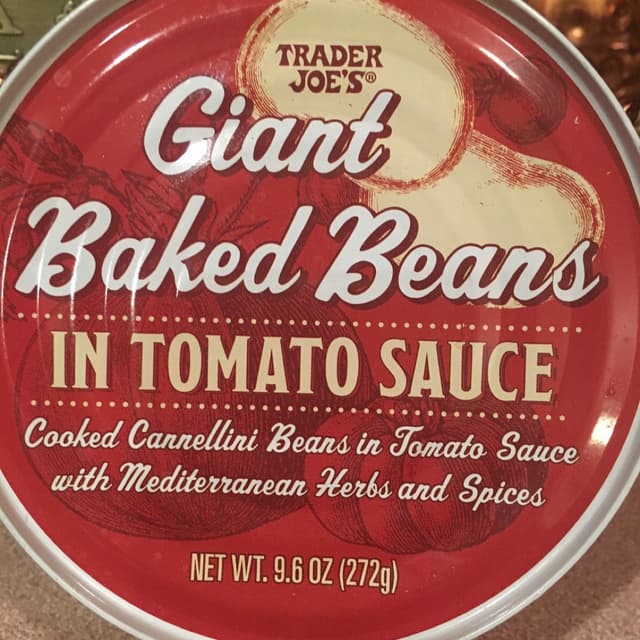 TRADER
JOE'S®
Giant
Baked Beans
IN TOMATO SAUCE
Cooked Cannellini Beans in Tomato Sauce
with Mediterranean Herbs and Spices
NET WT. 9.6 OZ (272g)